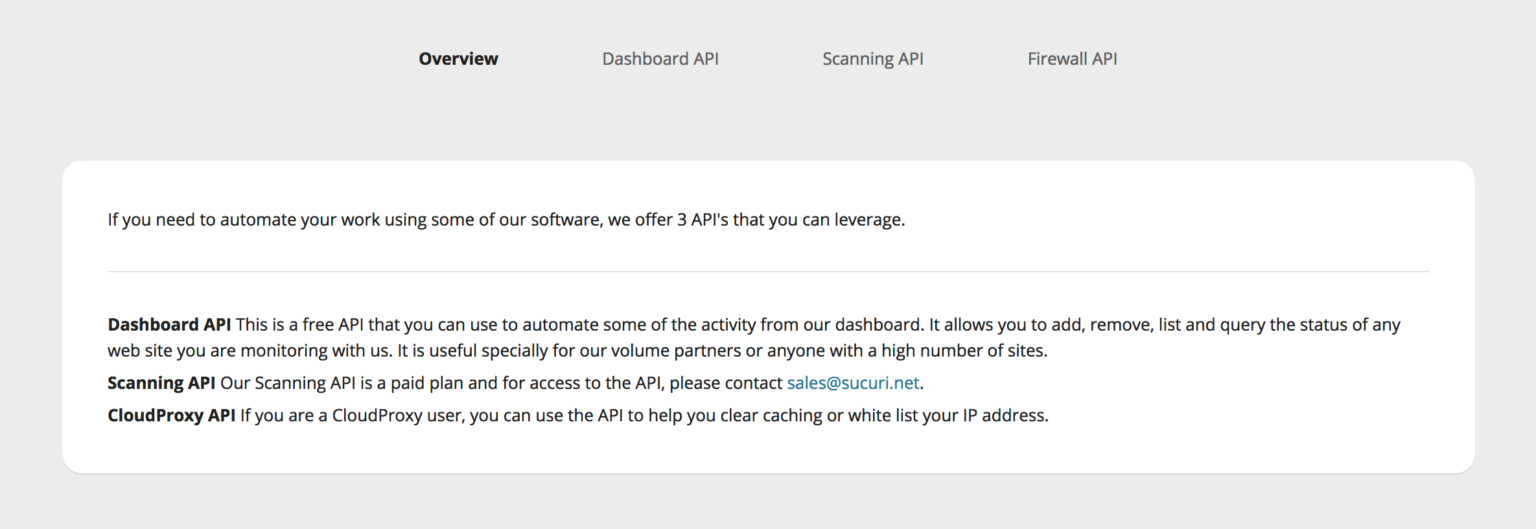 Overview Dashboard API Scanning API Firewall API
If you need to automate your work using some of our software, we offer 3 API's that you can leverage.
Dashboard API This is a free API that you can use to automate some of the activity from our dashboard. It allows you to add, remove, list and query the status of any
web site you are monitoring with us. It is useful specially for our volume partners or anyone with a high number of sites.
Scanning API Our Scanning API is a paid plan and for access to the API, please contact sales@sucuri.net.
CloudProxy API If you are a CloudProxy user, you can use the API to help you clear caching or white list your IP address.